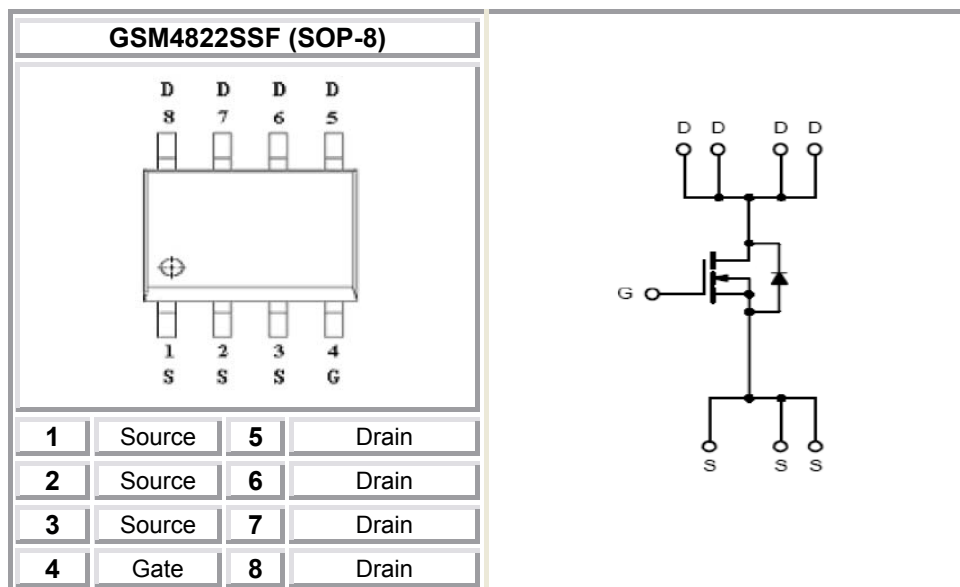 GSM4822SSF (SOP-8)
D D D D
8 7 6 5
1 2 3 4
S S S G
1 Source 5 Drain
2 Source 6 Drain
3 Source 7 Drain
4 Gate 8 Drain
D D D D
G
S S S